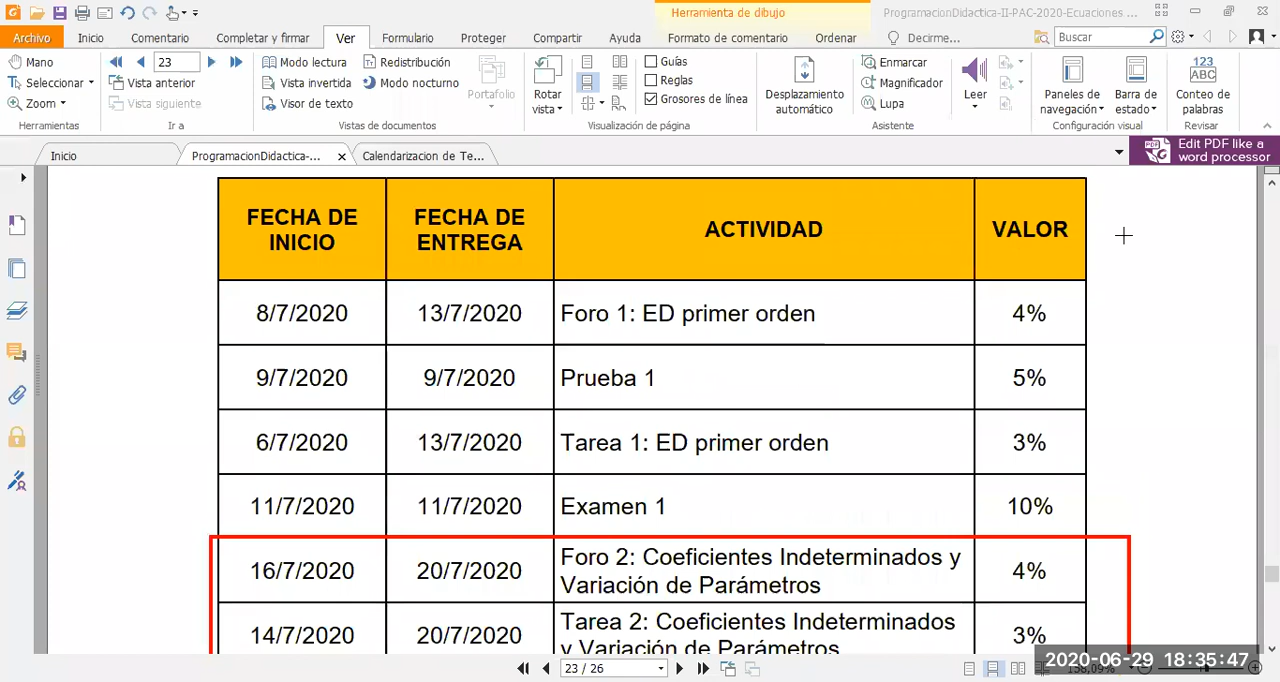 Herramienta de dibujo
ProgramacionDidactica-II-PAC-2020-Ecuaciones ...
Archivo Inicio Comentario Completar y firmar Ver Formulario Proteger Compartir Ayuda Formato de comentario Ordenar Decirme... Buscar
Mano
Seleccionar
Zoom
Herramientas
23
Vista anterior
Vista siguiente
Ir a
Modo lectura
Vista invertida
Visor de texto
Redistribución
Modo nocturno
Portafolio
Vistas de documentos
Rotar
vista
Guías
Reglas
Grosores de línea
Visualización de página
Desplazamiento
automático
Enmarcar
Magnificador
Lupa
Asistente
Leer
Paneles de
navegación
Barra de
estado
Configuración visual
123
ABC
Conteo de
palabras
Revisar
Inicio
ProgramacionDidactica-...
Calendarizacion de Te...
PDF
Edit PDF like a
word processor
FECHA DE
INICIO
FECHA DE
ENTREGA
ACTIVIDAD
VALOR
8/7/2020 13/7/2020 Foro 1: ED primer orden 4%
9/7/2020 9/7/2020 Prueba 1 5%
6/7/2020 13/7/2020 Tarea 1: ED primer orden 3%
11/7/2020 11/7/2020 Examen 1 10%
16/7/2020 20/7/2020 Foro 2: Coeficientes Indeterminados y
Variación de Parámetros
4%
14/7/2020 20/7/2020 Tarea 2: Coeficientes Indeterminados
y Variación de Parámetros
3%
23 / 26
2020-06-29 18:35:47